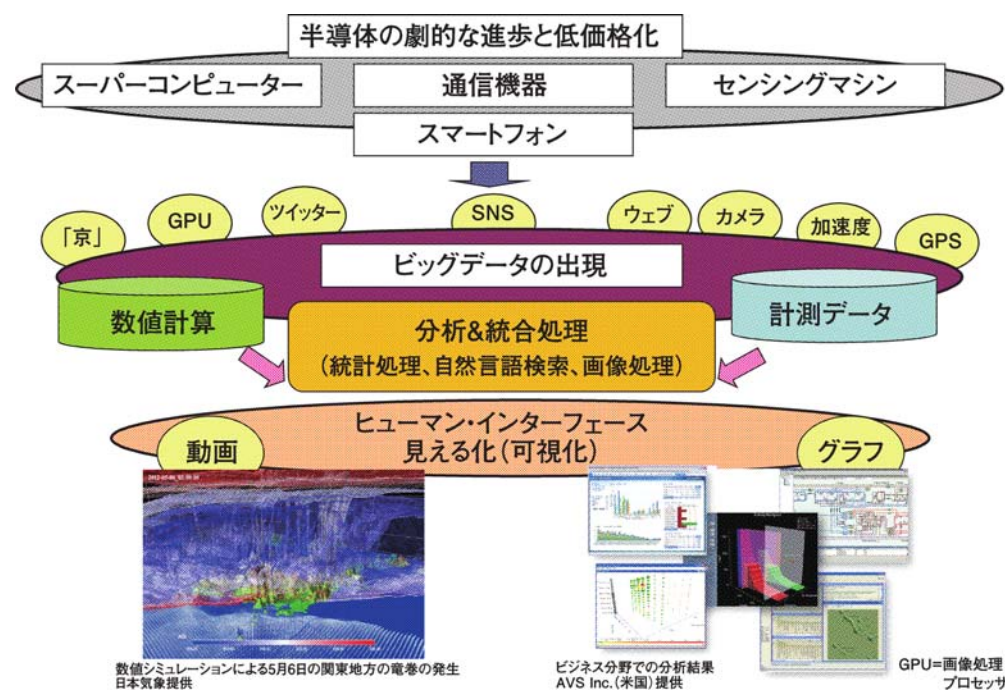 半導体の劇的な進歩と低価格化
スーパーコンピューター
通信機器
センシングマシン
スマートフォン
「京」
GPU
ツイッター
SNS
ウェブ
カメラ
加速度
GPS
ビッグデータの出現
数値計算
計測データ
分析&統合処理
(統計処理、自然言語検索、画像処理)
ヒューマン・インターフェース
見える化(可視化)
動画
グラフ
数値シミュレーションによる5月6日の関東地方の竜巻の発生
日本気象提供
ビジネス分野での分析結果
AVS Inc.(米国)提供
GPU=画像処理
プロセッサ